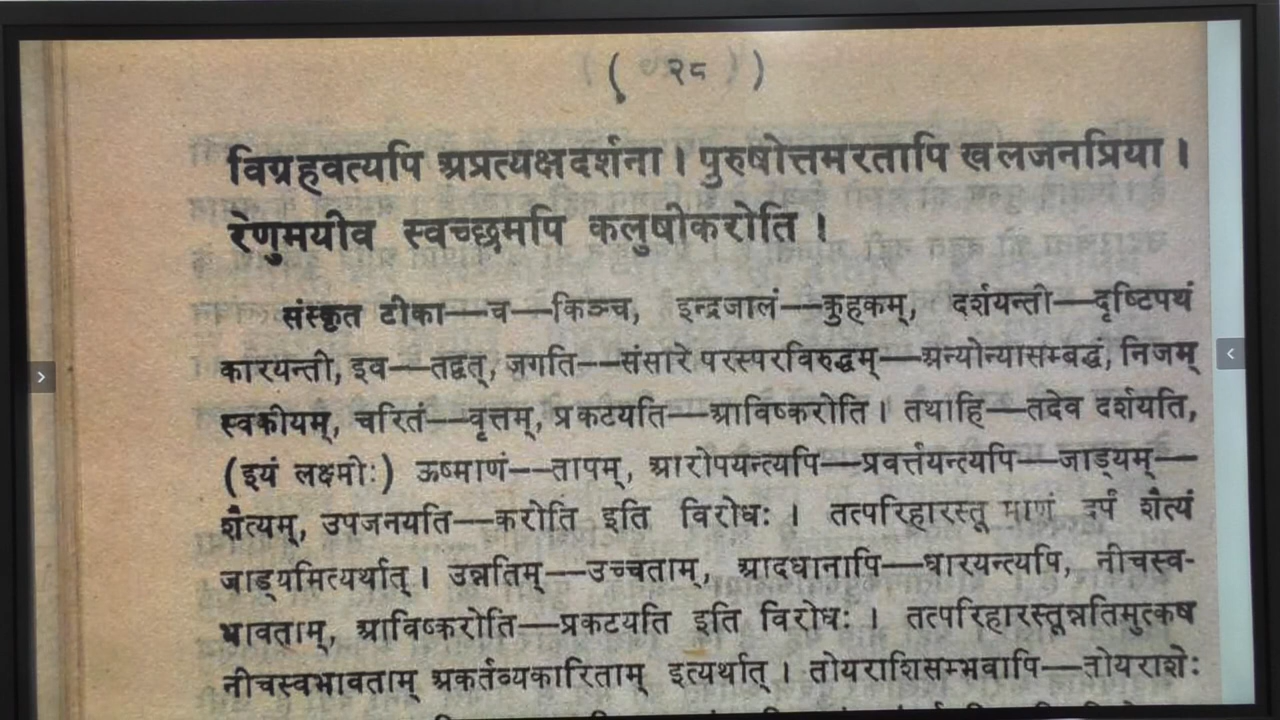 ( २८ )
विग्रहवत्यपि अप्रत्यक्षदर्शना । पुरुषोत्तमरतापि खलजनप्रिया ।
रेणुमयीव स्वच्छमपि कलुषीकरोति ।
संस्कृत टीका—च—किञ्च, इन्द्रजालं—कुहकम्, दर्शयन्ती—दृष्टिपथं
कारयन्ती, इव—तद्वत्, जगति—संसारे परस्परविरुद्धम्—अन्योन्यासम्बद्धं, निजम्
स्वकीयम्, चरितं—वृत्तम्, प्रकटयति—आविष्करोति । तथाहि—तदेव दर्शयति,
(इयं लक्ष्मीः) ऊष्माणं—तापम्, आरोपयन्त्यपि—प्रवर्त्तयन्त्यपि—जाड्यम्—
शैत्यम्, उपजनयति—करोति इति विरोधः । तत्परिहारस्तू माणं दर्पं शैत्यं
जाड्यमित्यर्थात् । उन्नतिम्—उच्चताम्, आदधानापि—धारयन्त्यपि, नीचस्व-
भावताम्, आविष्करोति—प्रकटयति इति विरोधः । तत्परिहारस्तून्नतिमुत्कष
नीचस्वभावताम् अकर्तव्यकारिताम् इत्यर्थात् । तोयराशिसम्भवापि—तोयराशेः